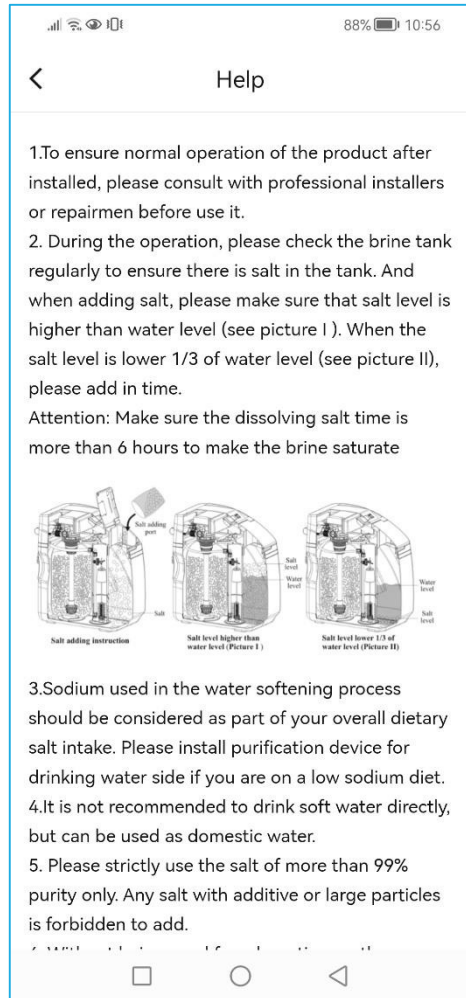 88% 10:56
Help
1.To ensure normal operation of the product after
installed, please consult with professional installers
or repairmen before use it.
2. During the operation, please check the brine tank
regularly to ensure there is salt in the tank. And
when adding salt, please make sure that salt level is
higher than water level (see picture I ). When the
salt level is lower 1/3 of water level (see picture II),
please add in time.
Attention: Make sure the dissolving salt time is
more than 6 hours to make the brine saturate
Salt adding
port
Salt
Salt adding instruction
Salt
level
Water
level
Salt level higher than
water level (Picture I )
Water
level
Salt
level
Salt level lower 1/3 of
water level (Picture II)
3.Sodium used in the water softening process
should be considered as part of your overall dietary
salt intake. Please install purification device for
drinking water side if you are on a low sodium diet.
4.It is not recommended to drink soft water directly,
but can be used as domestic water.
5. Please strictly use the salt of more than 99%
purity only. Any salt with additive or large particles
is forbidden to add.